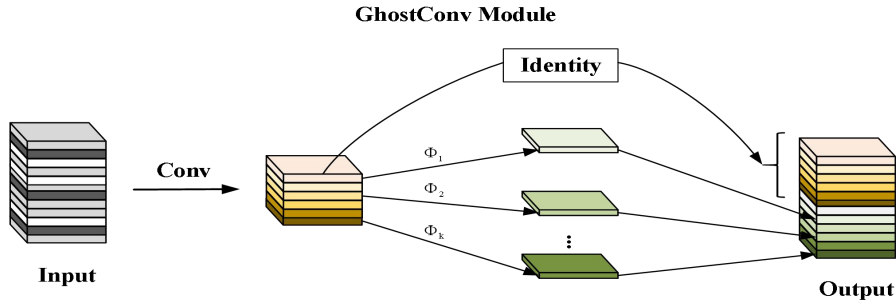 GhostConv Module
Identity
Conv
Φ1
Φ2
Φk
...
Input
Output